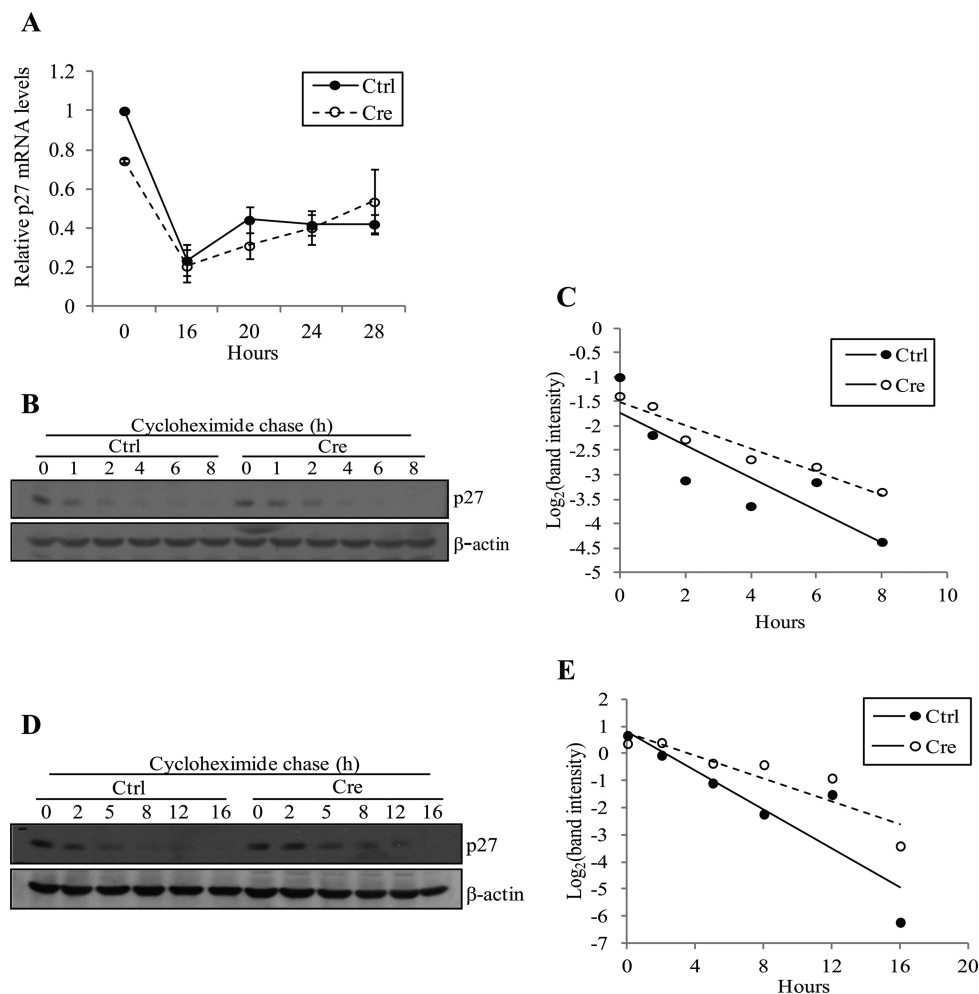 A
Relative p27 mRNA levels
1.2
1
0.8
0.6
0.4
0.2
0
0 16 20 24 28
Hours
Ctrl
Cre
B
Cycloheximide chase (h)
Ctrl Cre
0 1 2 4 6 8 0 1 2 4 6 8
p27
β-actin
C
Log2(band intensity)
0
-0.5
-1
-1.5
-2
-2.5
-3
-3.5
-4
-4.5
-5
0 2 4 6 8 10
Hours
Ctrl
Cre
D
Cycloheximide chase (h)
Ctrl Cre
0 2 5 8 12 16 0 2 5 8 12 16
p27
β-actin
E
Log2(band intensity)
2
1
0
-1
-2
-3
-4
-5
-6
-7
0 4 8 12 16 20
Hours
Ctrl
Cre